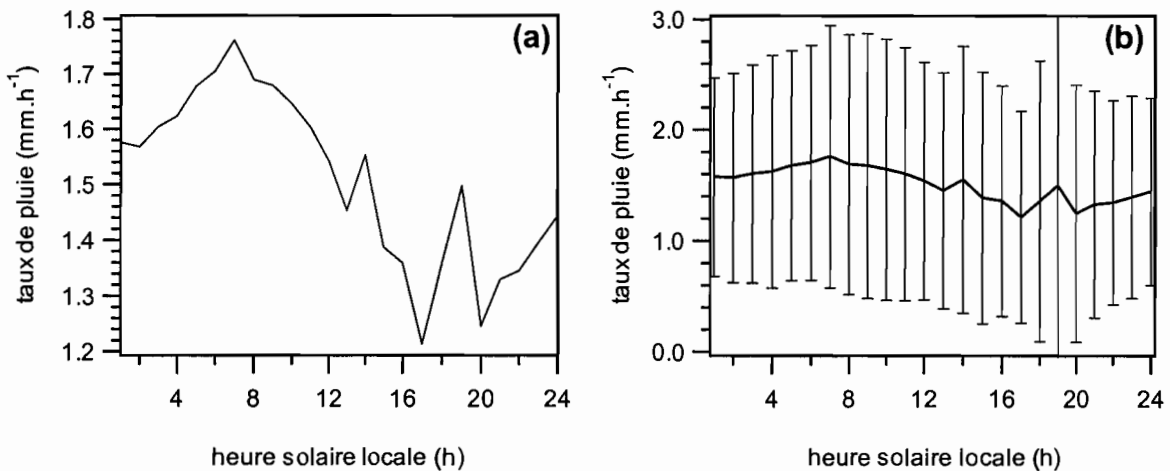 (a)
1.8
1.7
1.6
1.5
1.4
1.3
1.2
taux de pluie (mm.h⁻¹)
4 8 12 16 20 24
heure solaire locale (h)
(b)
3.0
2.0
1.0
0.0
taux de pluie (mm.h⁻¹)
4 8 12 16 20 24
heure solaire locale (h)